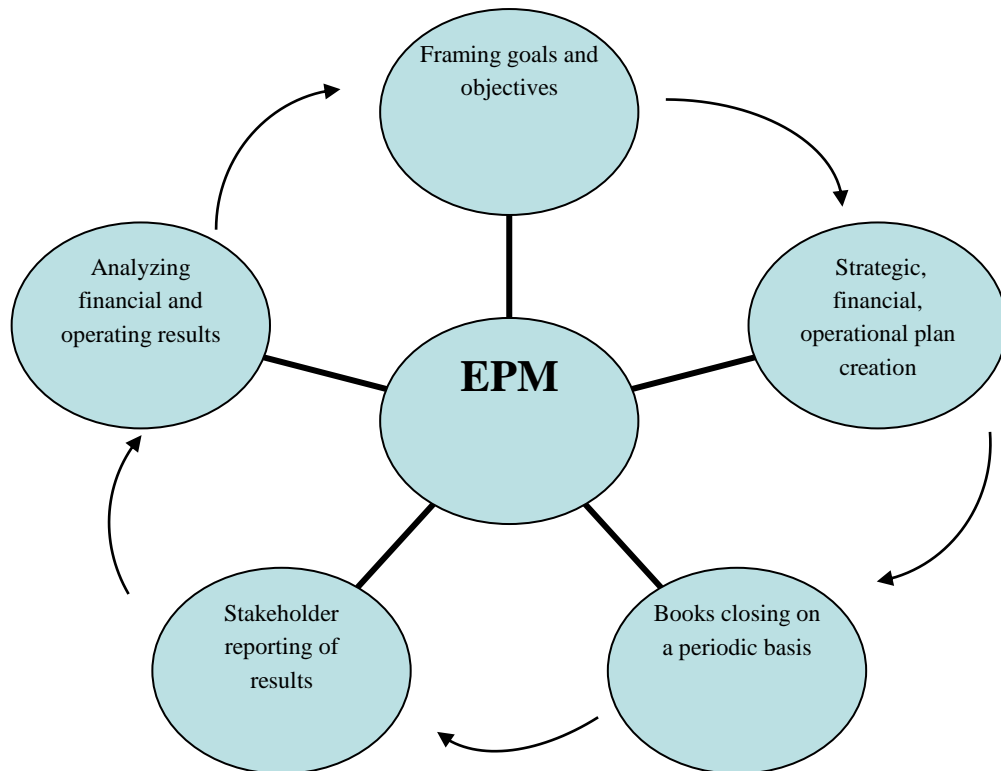 Framing goals and
objectives
Strategic,
financial,
operational plan
creation
Books closing on
a periodic basis
Stakeholder
reporting of
results
Analyzing
financial and
operating results
EPM